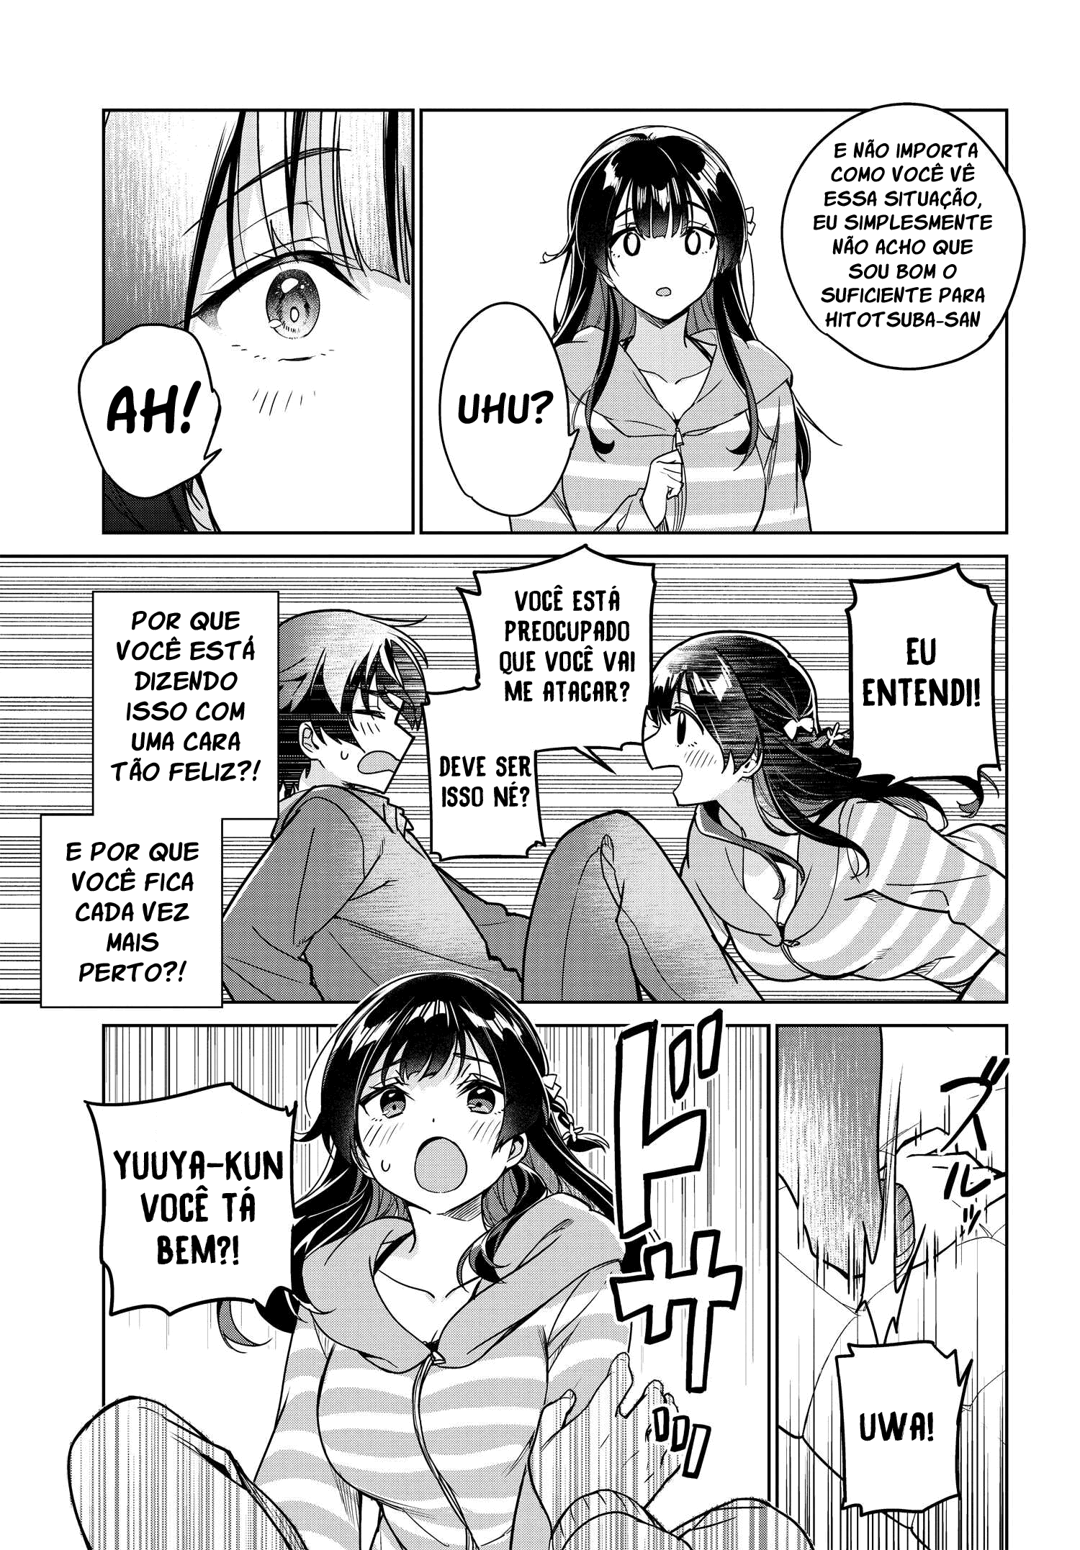 E NÃO IMPORTA
COMO VOCÊ VÊ
ESSA SITUAÇÃO,
EU SIMPLESMENTE
NÃO ACHO QUE
SOU BOM O
SUFICIENTE PARA
HITOTSUBA-SAN
UHU?
AH!
EU
ENTENDI!
VOCÊ ESTÁ
PREOCUPADO
QUE VOCÊ VAI
ME ATACAR?
DEVE SER
ISSO NÉ?
POR QUE
VOCÊ ESTÁ
DIZENDO
ISSO COM
UMA CARA
TÃO FELIZ?!
E POR QUE
VOCÊ FICA
CADA VEZ
MAIS
PERTO?!
ズルッ
UWA!
ドサッ
YUUYA-KUN
VOCÊ TÁ
BEM?!